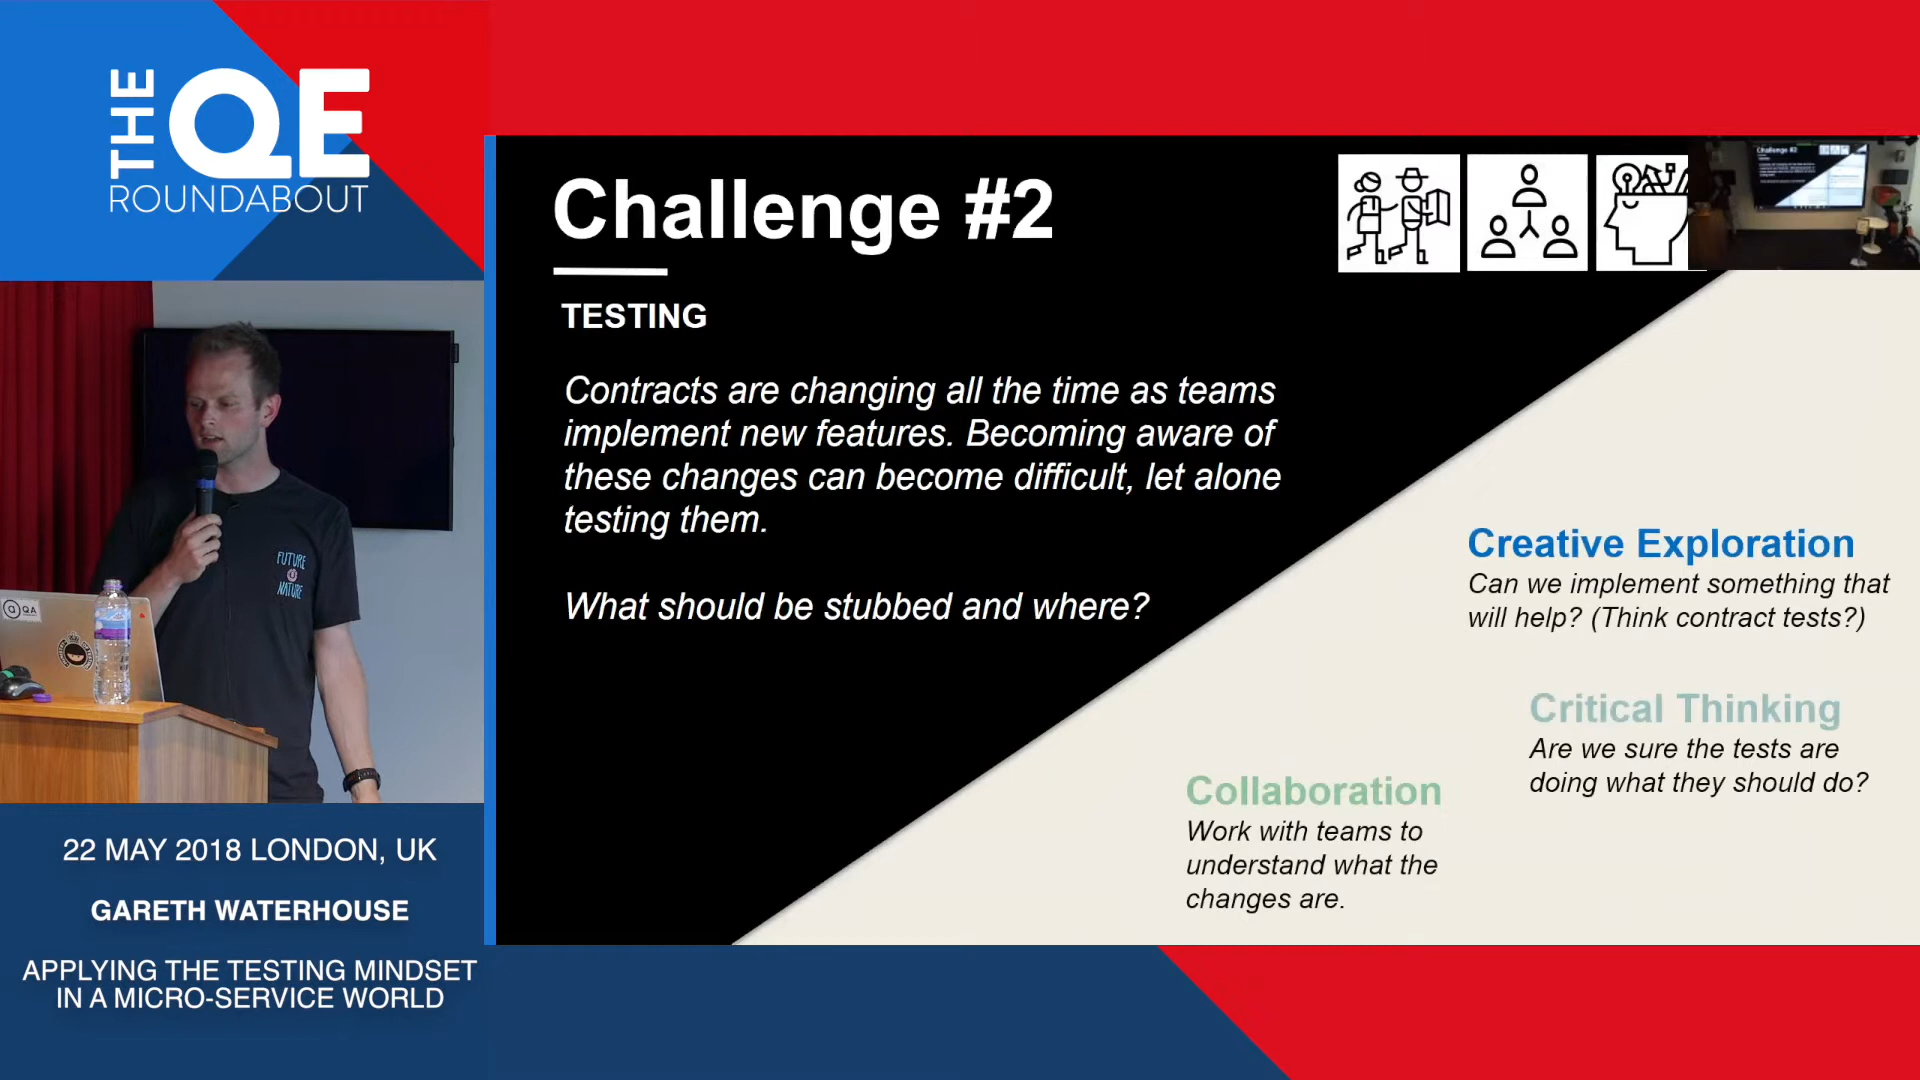 THE
QE
ROUNDABOUT
FUTURE
NATURE
QA
22 MAY 2018 LONDON, UK
GARETH WATERHOUSE
APPLYING THE TESTING MINDSET
IN A MICRO-SERVICE WORLD
Challenge #2
TESTING
Contracts are changing all the time as teams
implement new features. Becoming aware of
these changes can become difficult, let alone
testing them.
What should be stubbed and where?
Creative Exploration
Can we implement something that
will help? (Think contract tests?)
Critical Thinking
Are we sure the tests are
doing what they should do?
Collaboration
Work with teams to
understand what the
changes are.
Challenge #2